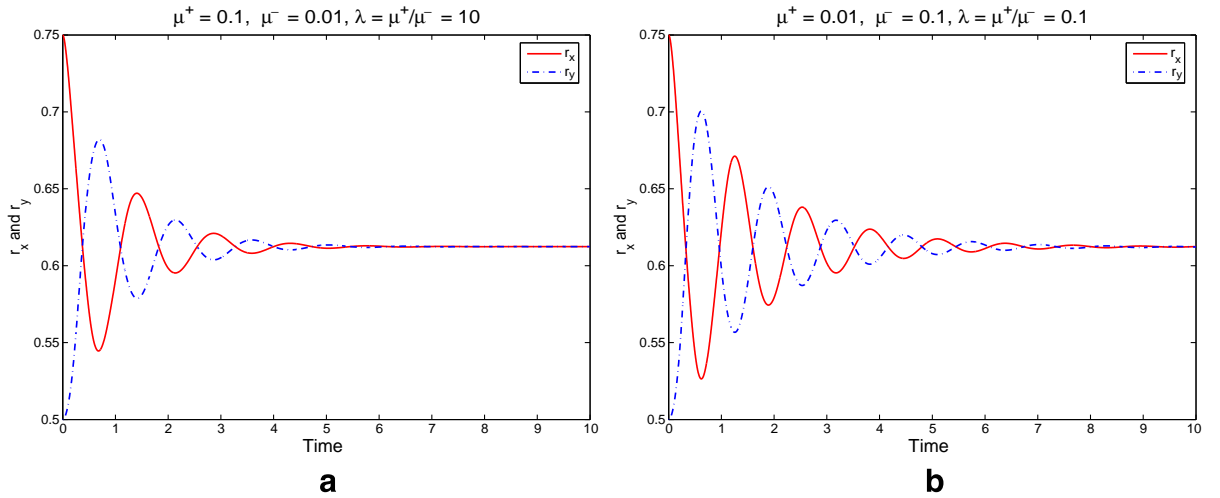 μ⁺ = 0.1, μ⁻ = 0.01, λ = μ⁺/μ⁻ = 10
r_x and r_y
0.75
0.7
0.65
0.6
0.55
0.5
0 1 2 3 4 5 6 7 8 9 10
Time
r_x
r_y
a
μ⁺ = 0.01, μ⁻ = 0.1, λ = μ⁺/μ⁻ = 0.1
r_x and r_y
0.75
0.7
0.65
0.6
0.55
0.5
0 1 2 3 4 5 6 7 8 9 10
Time
r_x
r_y
b